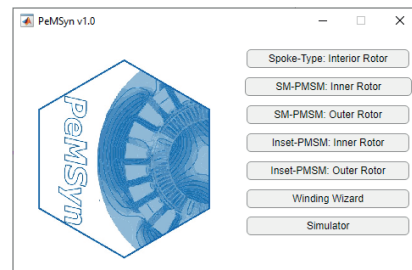 PeMSyn v1.0
PeMSyn
Spoke-Type: Interior Rotor
SM-PMSM: Inner Rotor
SM-PMSM: Outer Rotor
Inset-PMSM: Inner Rotor
Inset-PMSM: Outer Rotor
Winding Wizard
Simulator